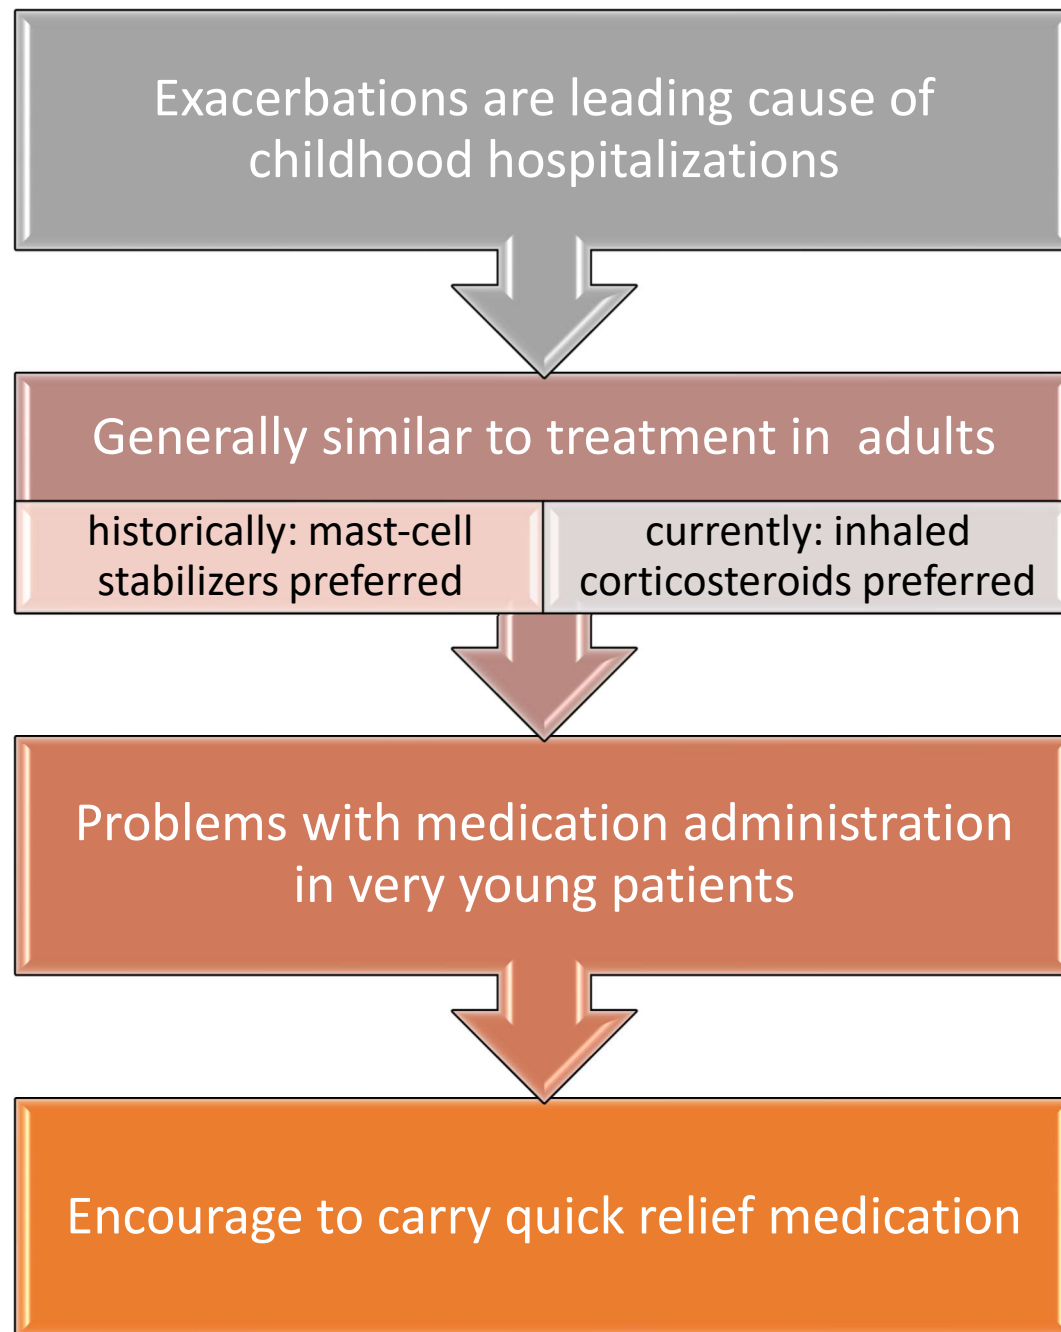 Exacerbations are leading cause of
childhood hospitalizations
Generally similar to treatment in  adults
historically: mast-cell
stabilizers preferred
currently: inhaled
corticosteroids preferred
Problems with medication administration
in very young patients
Encourage to carry quick relief medication